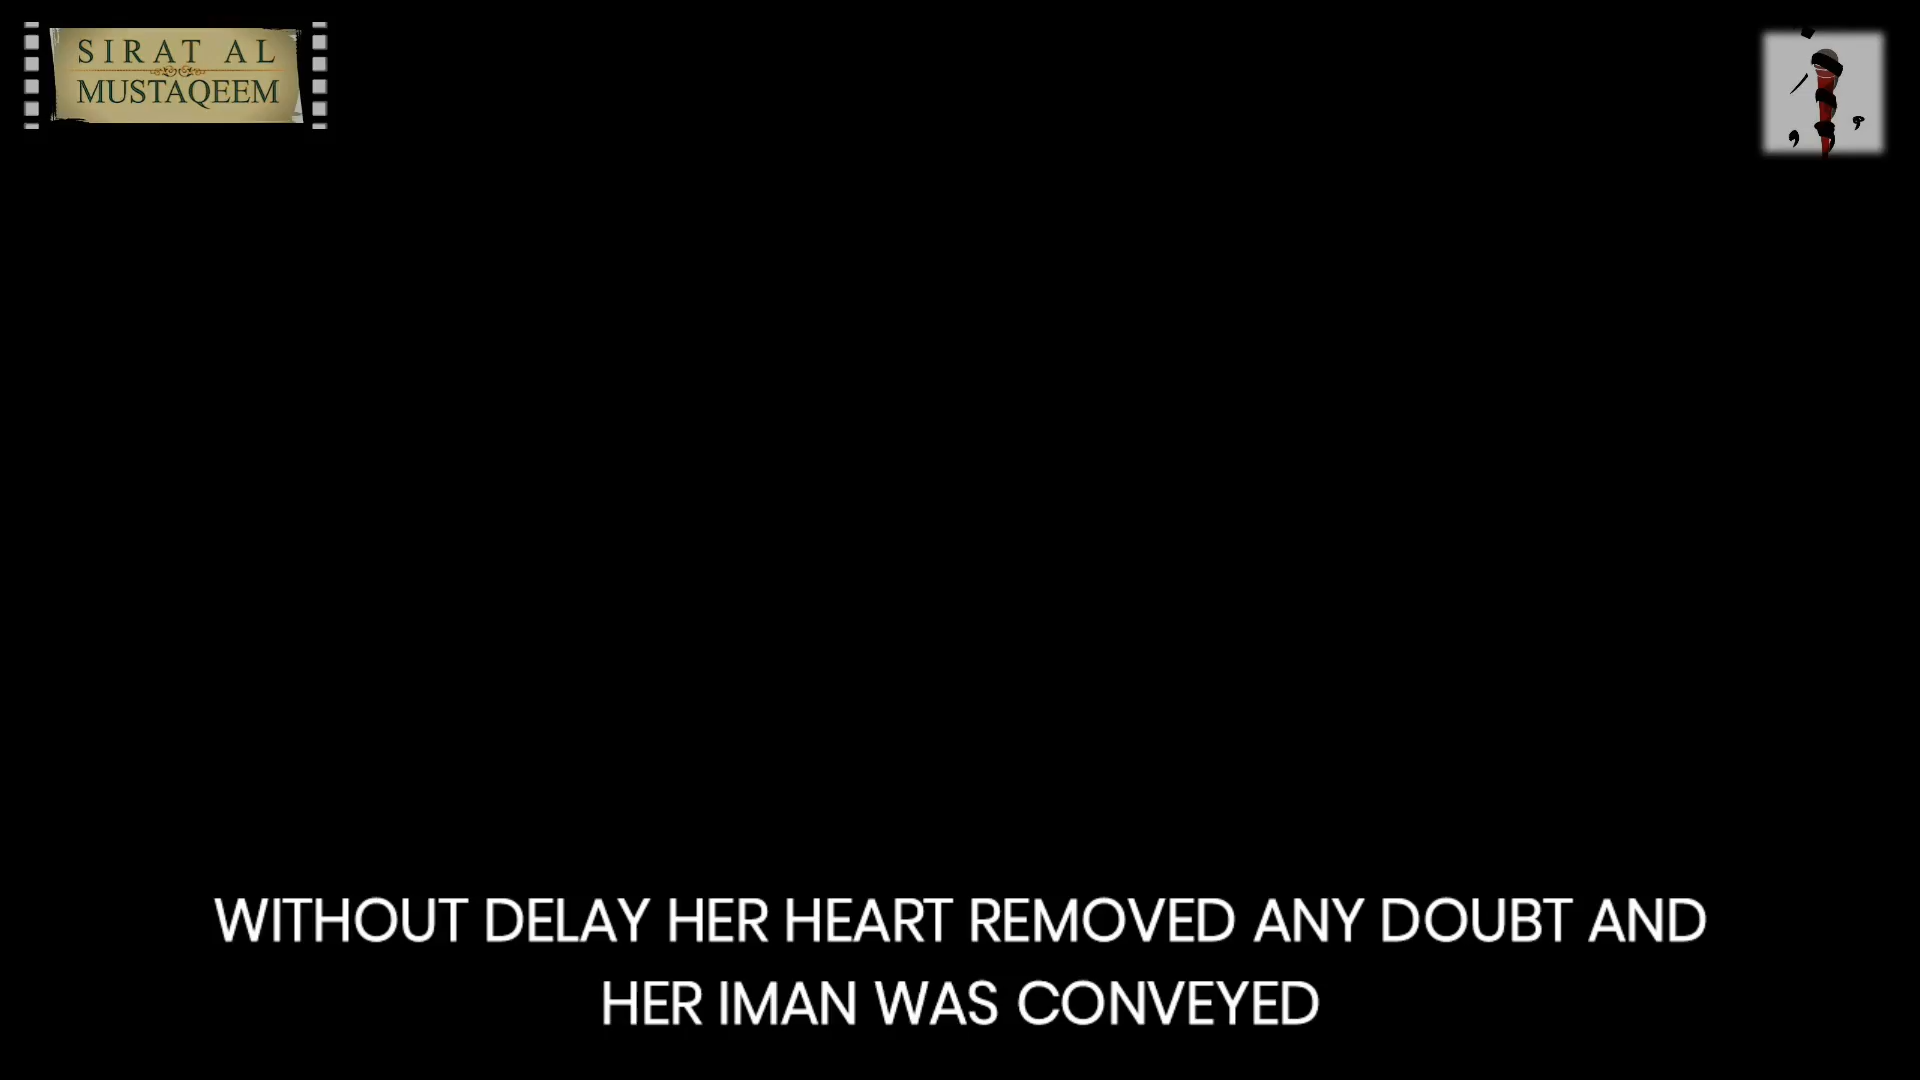 SIRAT AL
MUSTAQEEM
WITHOUT DELAY HER HEART REMOVED ANY DOUBT AND
HER IMAN WAS CONVEYED